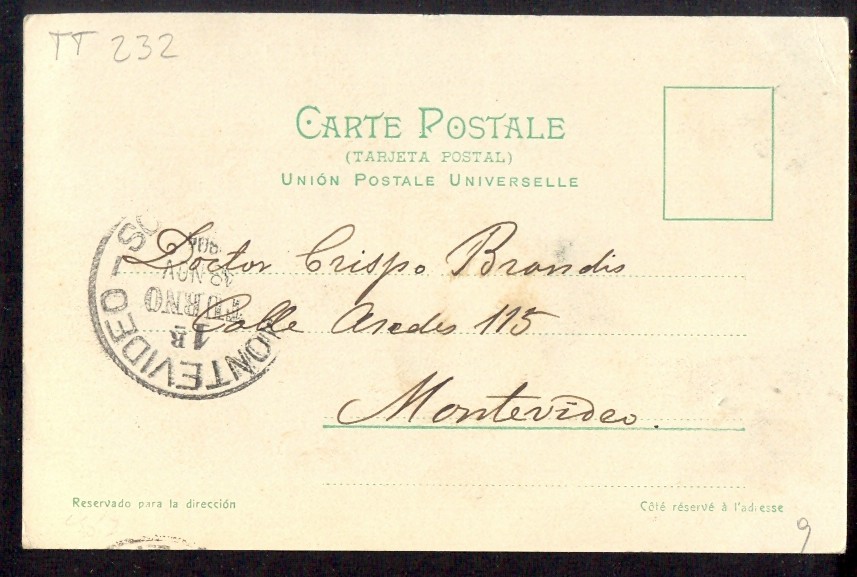 TT 232
CARTE POSTALE
(TARJETA POSTAL)
UNIÓN POSTALE UNIVERSELLE
Doctor Crispo Brandis
Calle 115
Montevideo.
MONTEVIDEO
1R
TURNO
18 NOV
Reservado para la dirección
Côté réservé à l'adresse
9